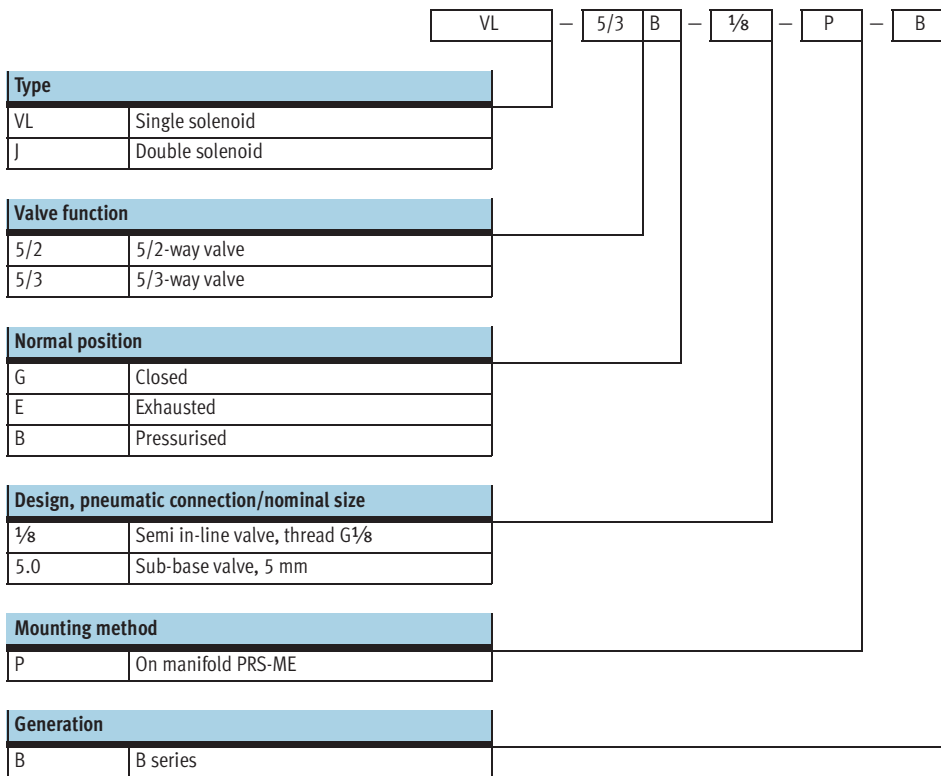 VL — 5/3 B — ⅛ — P — B
Type
VL Single solenoid
J Double solenoid
Valve function
5/2 5/2-way valve
5/3 5/3-way valve
Normal position
G Closed
E Exhausted
B Pressurised
Design, pneumatic connection/nominal size
⅛ Semi in-line valve, thread G⅛
5.0 Sub-base valve, 5 mm
Mounting method
P On manifold PRS-ME
Generation
B B series